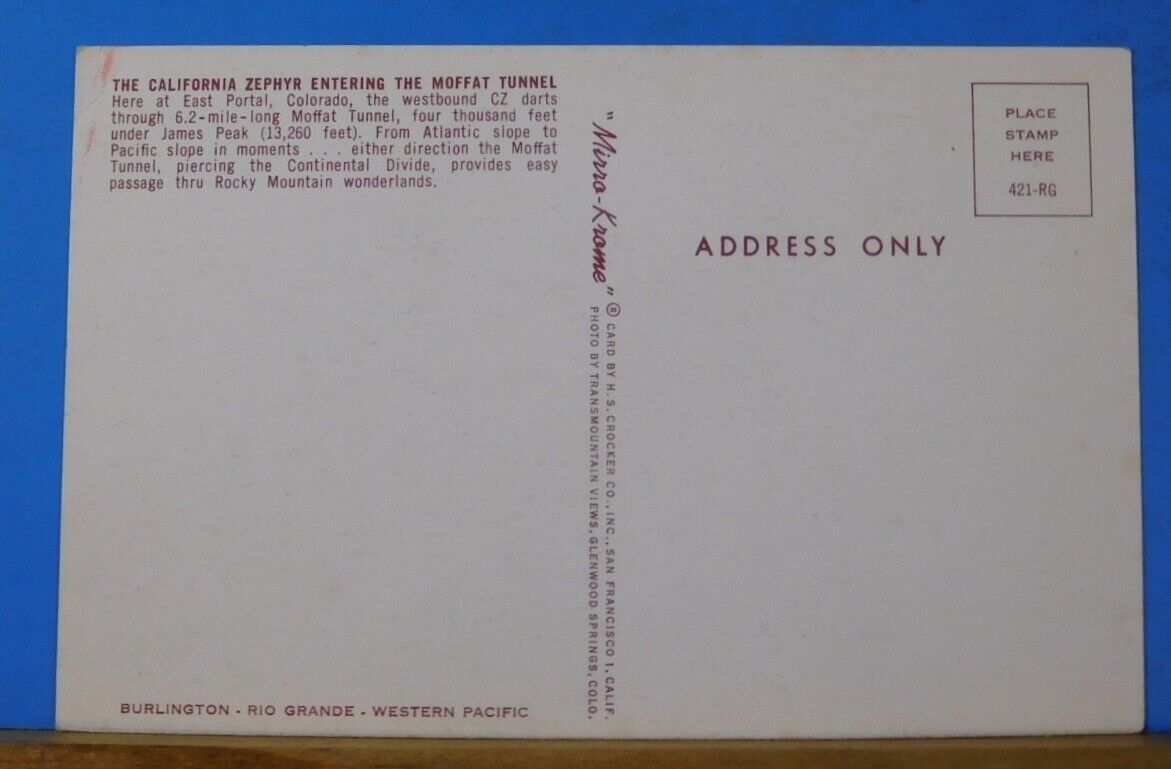 THE CALIFORNIA ZEPHYR ENTERING THE MOFFAT TUNNEL
Here at East Portal, Colorado, the westbound CZ darts
through 6.2-mile-long Moffat Tunnel, four thousand feet
under James Peak (13,260 feet). From Atlantic slope to
Pacific slope in moments . . . either direction the Moffat
Tunnel, piercing the Continental Divide, provides easy
passage thru Rocky Mountain wonderlands.
BURLINGTON - RIO GRANDE - WESTERN PACIFIC
"Mirro-Krome" ® CARD BY H. S. CROCKER CO., INC., SAN FRANCISCO 1, CALIF.
PHOTO BY TRANSMOUNTAIN VIEWS, GLENWOOD SPRINGS, COLO.
PLACE
STAMP
HERE
421-RG
ADDRESS ONLY